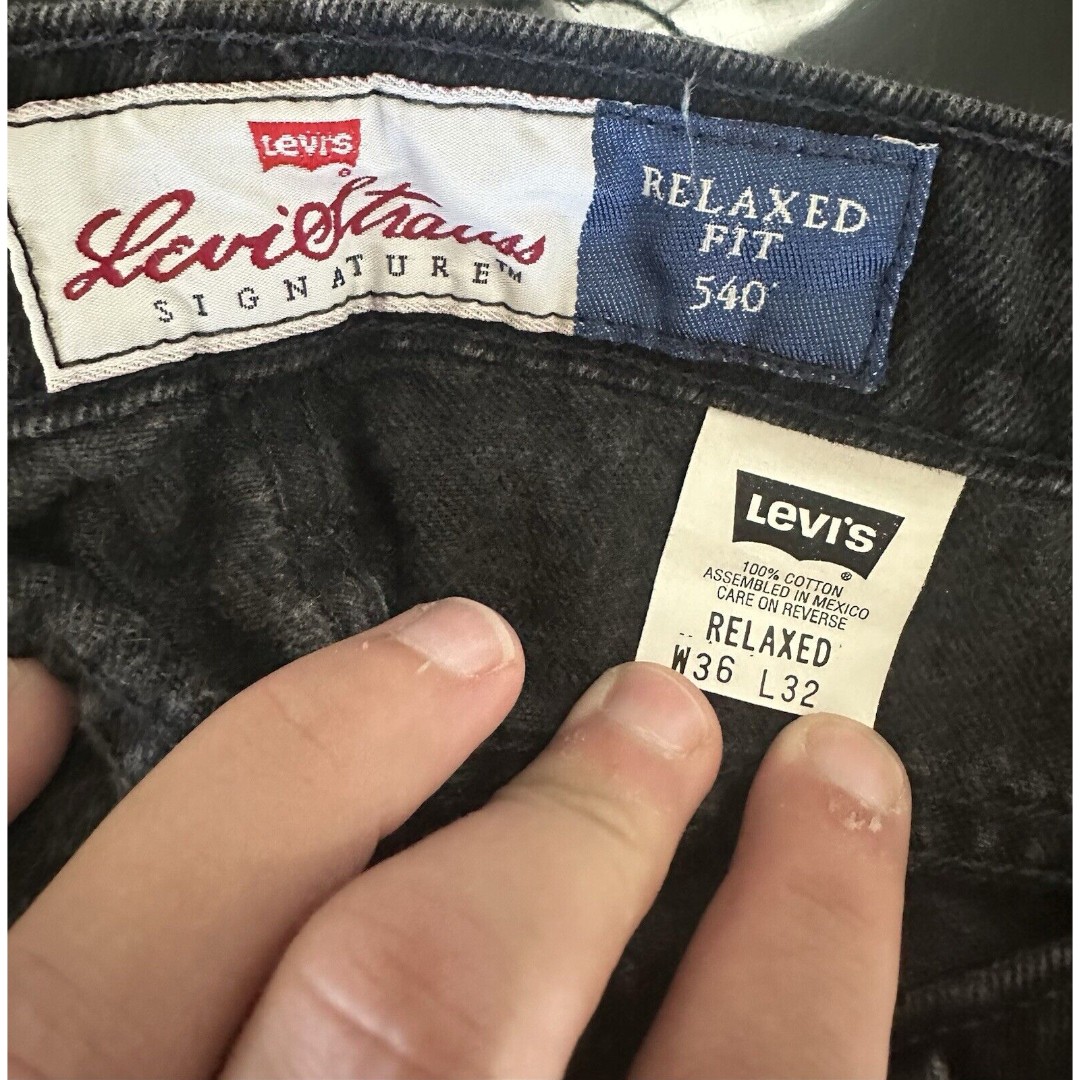 Levi's
®
Levi Strauss
SIGNATURE™
RELAXED
FIT
540
Levi's
®
100% COTTON
ASSEMBLED IN MEXICO
CARE ON REVERSE
RELAXED
W36 L32